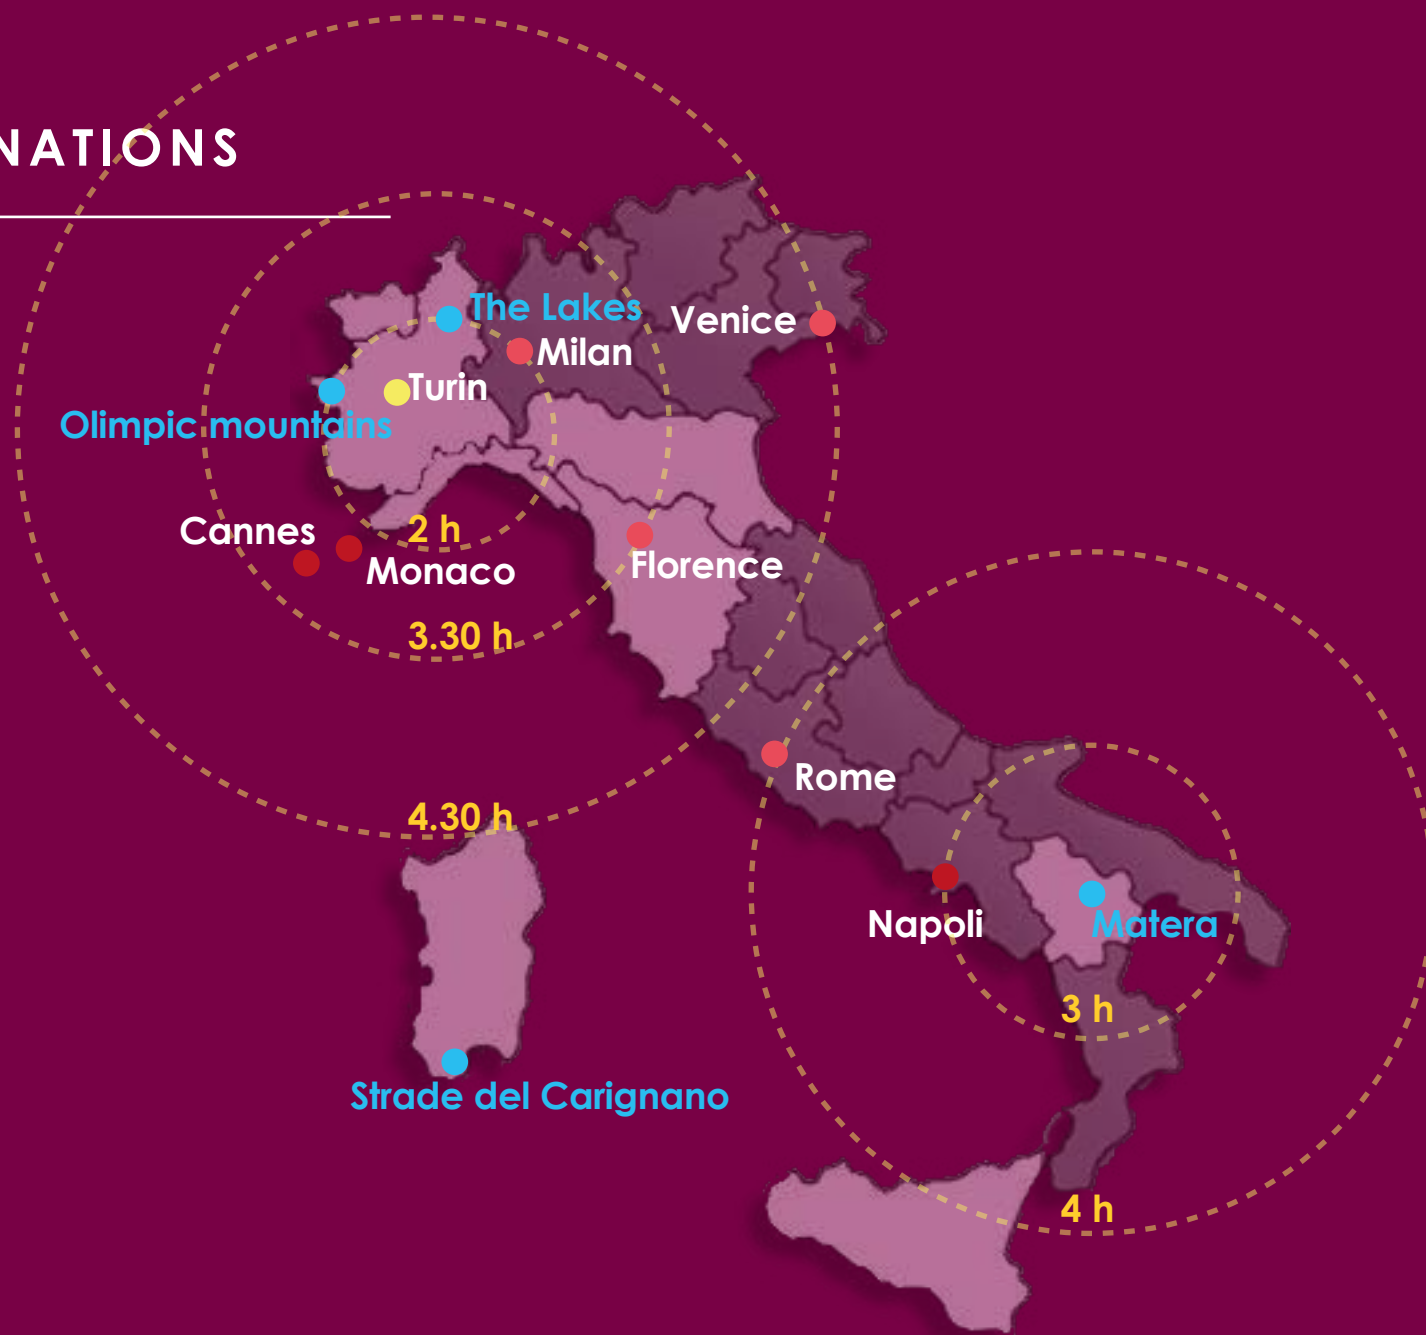 NATIONS
The Lakes
Venice
Milan
Turin
Olimpic mountains
Cannes
2 h
Monaco
Florence
3.30 h
Rome
4.30 h
Napoli
Matera
3 h
Strade del Carignano
4 h